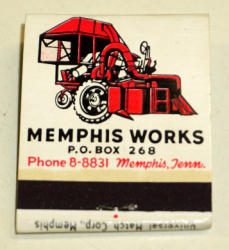 MEMPHIS WORKS
P.O. BOX 268
Phone 8-8831 Memphis, Tenn.
Universal Match Corp., Memphis